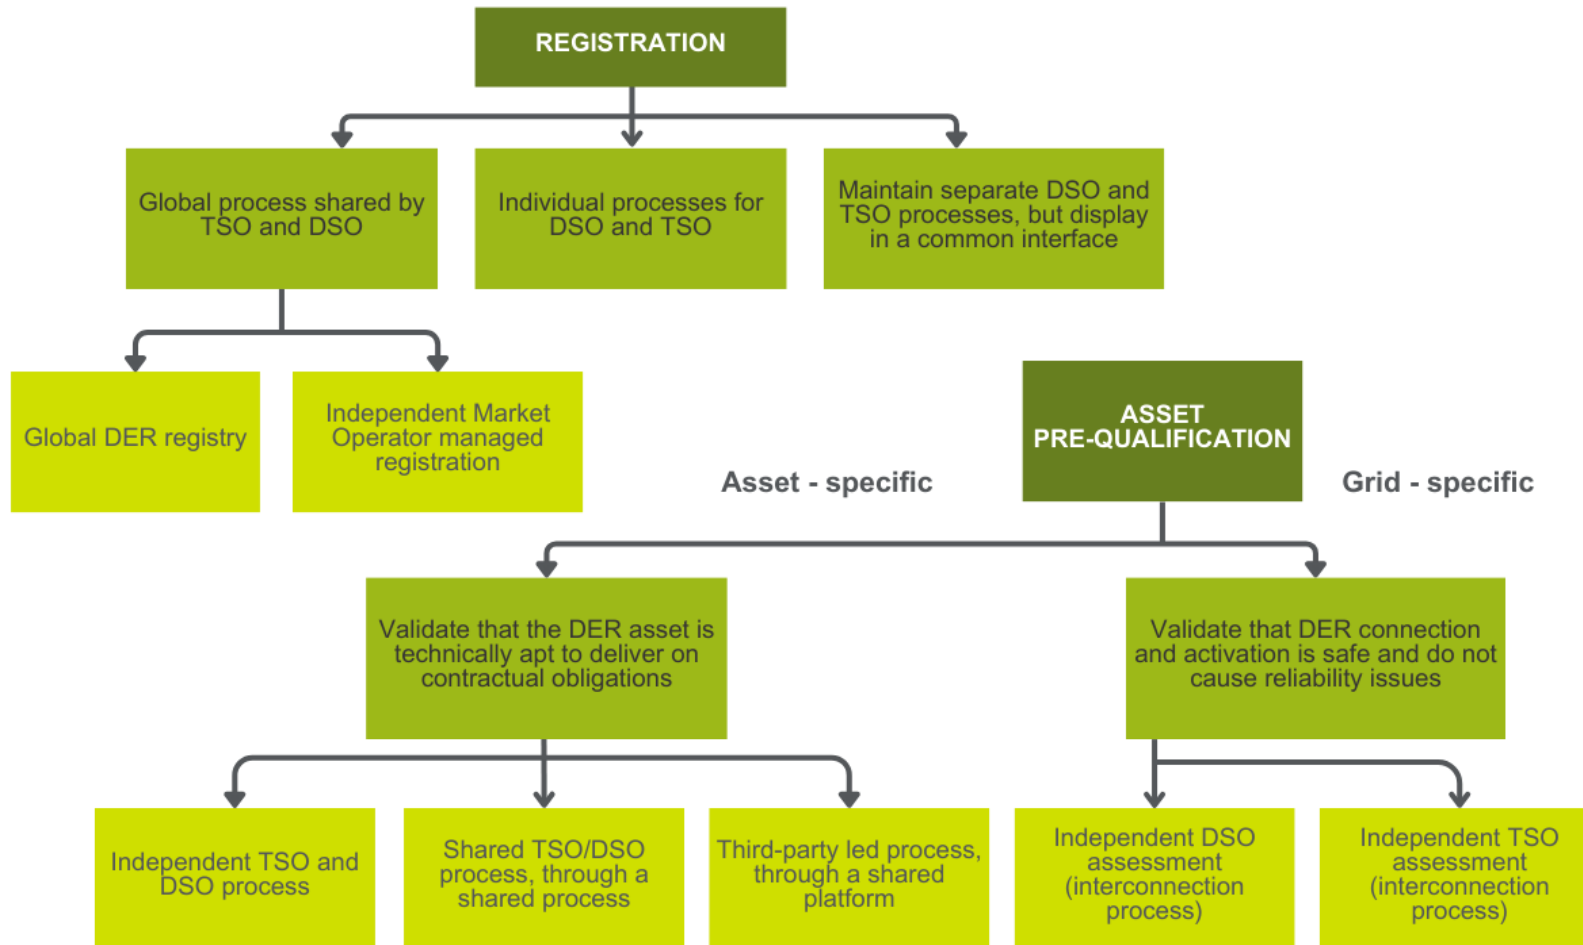 REGISTRATION
Global process shared by
TSO and DSO
Individual processes for
DSO and TSO
Maintain separate DSO and
TSO processes, but display
in a common interface
Global DER registry
Independent Market
Operator managed
registration
ASSET
PRE-QUALIFICATION
Asset - specific
Grid - specific
Validate that the DER asset is
technically apt to deliver on
contractual obligations
Validate that DER connection
and activation is safe and do not
cause reliability issues
Independent TSO and
DSO process
Shared TSO/DSO
process, through a
shared process
Third-party led process,
through a shared
platform
Independent DSO
assessment
(interconnection
process)
Independent TSO
assessment
(interconnection
process)